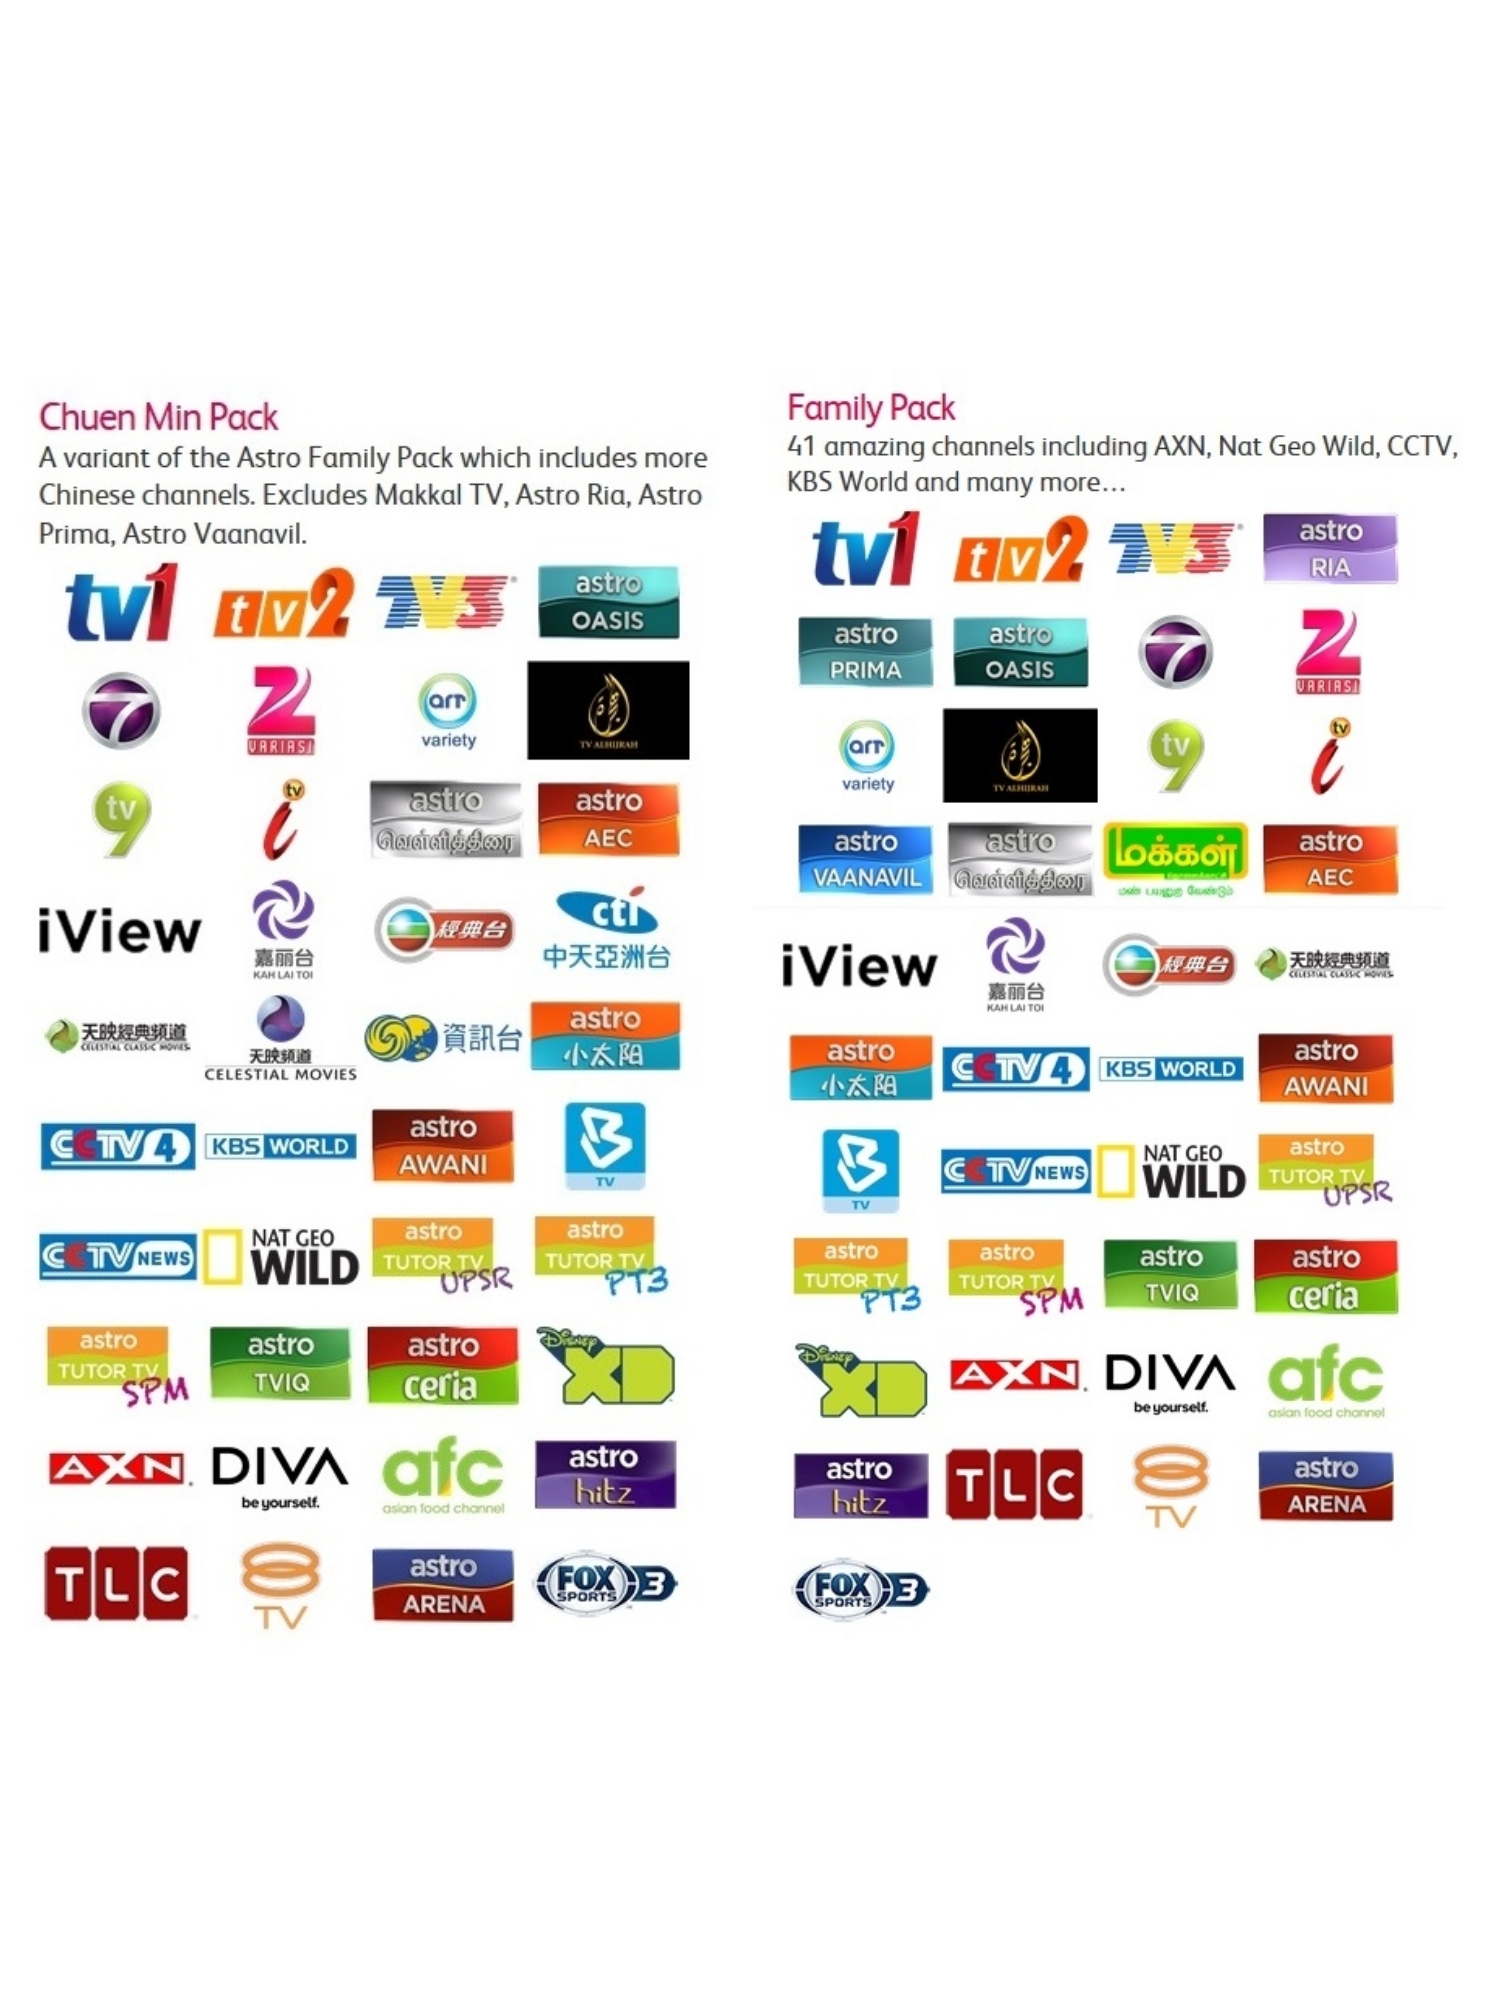 Chuen Min Pack
A variant of the Astro Family Pack which includes more
Chinese channels. Excludes Makkal TV, Astro Ria, Astro
Prima, Astro Vaanavil.
tv1 tv2 TV3 astro OASIS
7 Z VARIASI art variety TV ALHIJRAH
tv9 tvi astro வெள்ளித்திரை astro AEC
iView 嘉丽台 KAH LAI TOI 經典台 cti 中天亞洲台
天映經典頻道 CELESTIAL CLASSIC MOVIES 天映頻道 CELESTIAL MOVIES 資訊台 astro 小太阳
CCTV 4 KBS WORLD astro AWANI B TV
CCTV NEWS NAT GEO WILD astro TUTOR TV UPSR astro TUTOR TV PT3
astro TUTOR TV SPM astro TVIQ astro ceria Disney XD
AXN DIVA be yourself. afc asian food channel astro hitz
TLC 8 TV astro ARENA FOX SPORTS 3
Family Pack
41 amazing channels including AXN, Nat Geo Wild, CCTV,
KBS World and many more...
tv1 tv2 TV3 astro RIA
astro PRIMA astro OASIS 7 Z VARIASI
art variety TV ALHIJRAH tv9 tvi
astro VAANAVIL astro வெள்ளித்திரை மக்கள் தொலைக்காட்சி மண் பயனுற வேண்டும் astro AEC
iView 嘉丽台 KAH LAI TOI 經典台 天映經典頻道 CELESTIAL CLASSIC MOVIES
astro 小太阳 CCTV 4 KBS WORLD astro AWANI
B TV CCTV NEWS NAT GEO WILD astro TUTOR TV UPSR
astro TUTOR TV PT3 astro TUTOR TV SPM astro TVIQ astro ceria
Disney XD AXN DIVA be yourself. afc asian food channel
astro hitz TLC 8 TV astro ARENA
FOX SPORTS 3